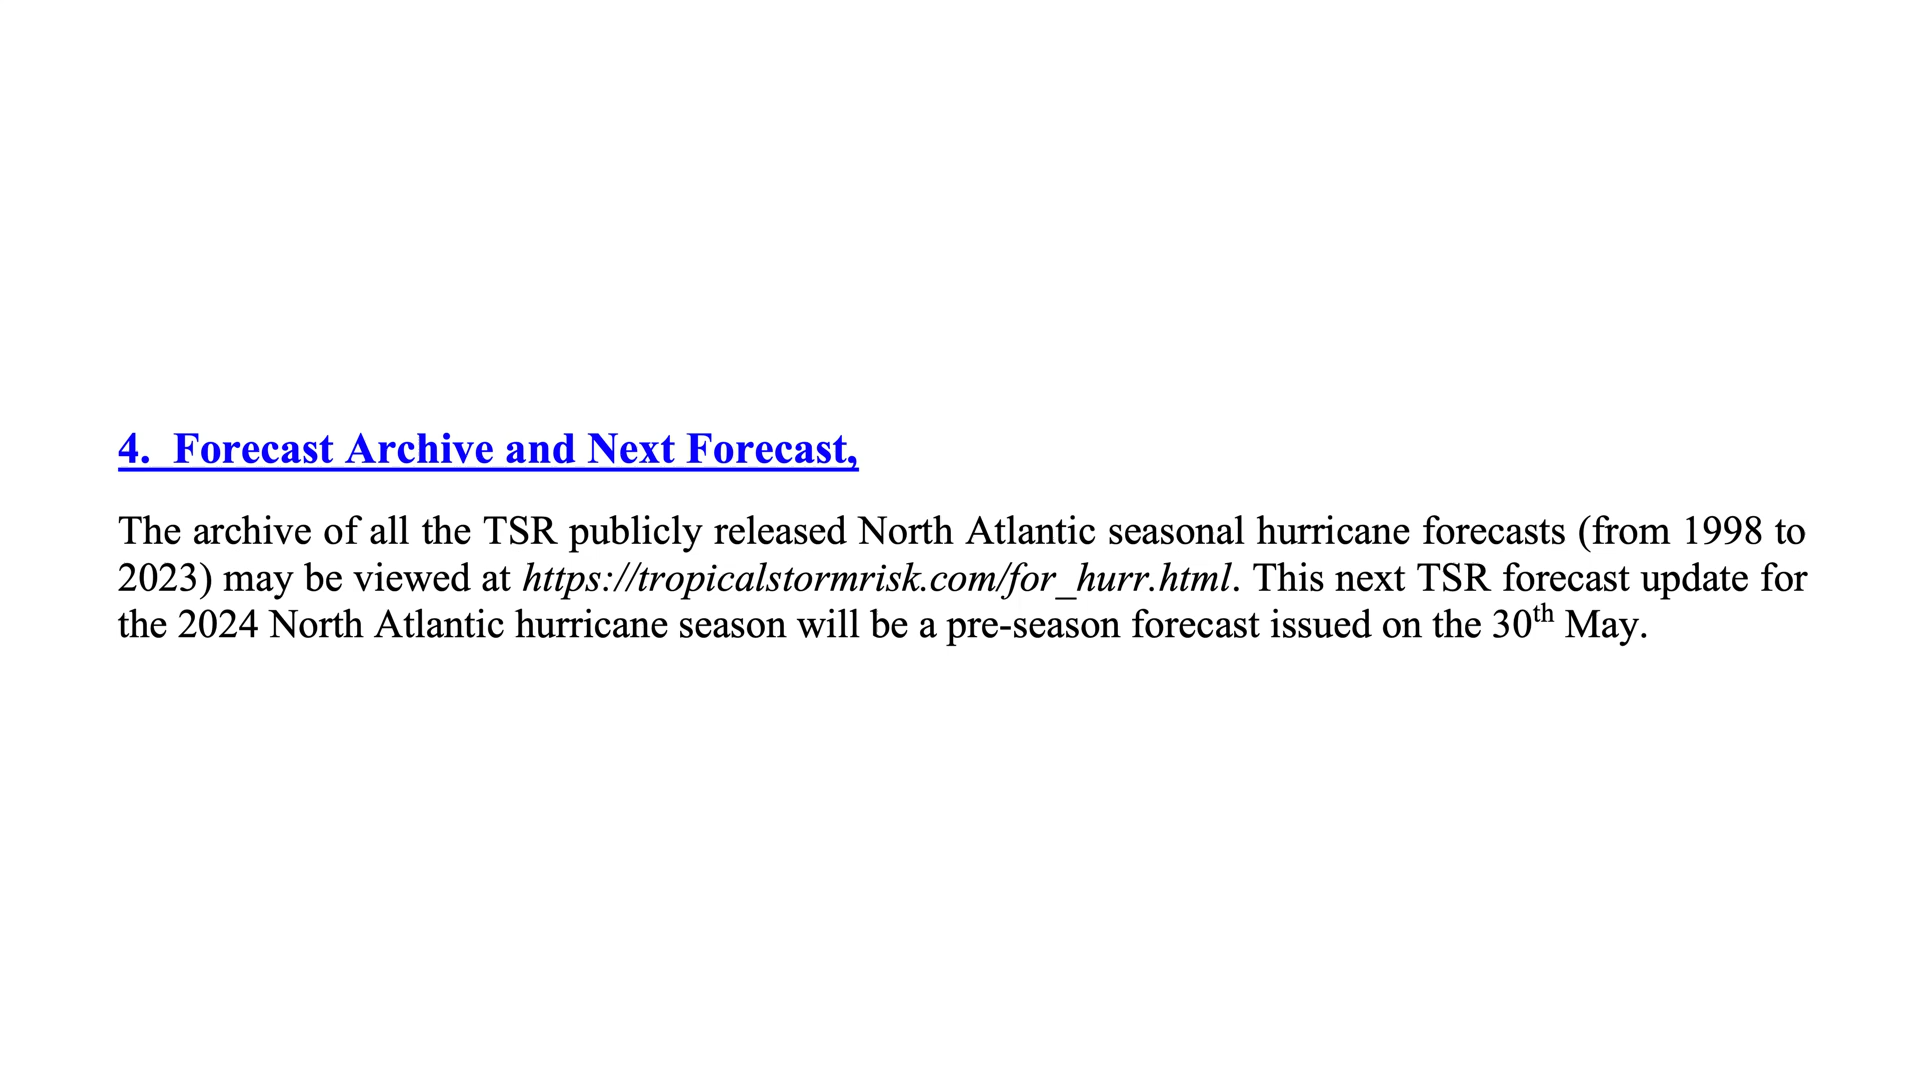 4.  Forecast Archive and Next Forecast,
The archive of all the TSR publicly released North Atlantic seasonal hurricane forecasts (from 1998 to
2023) may be viewed at https://tropicalstormrisk.com/for_hurr.html. This next TSR forecast update for
the 2024 North Atlantic hurricane season will be a pre-season forecast issued on the 30th May.